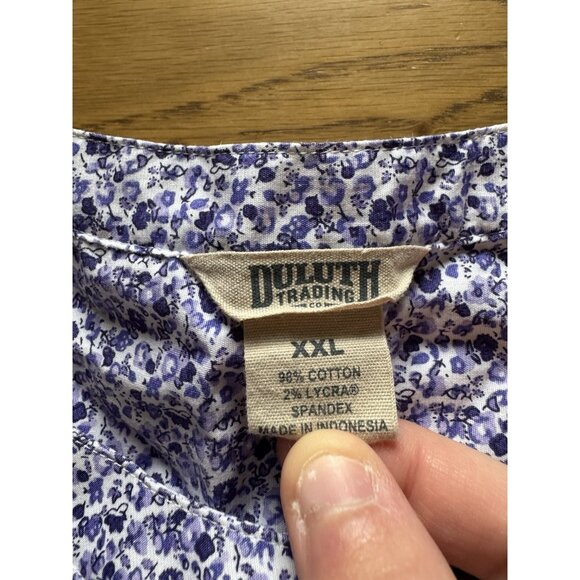 DULUTH
TRADING
CO
XXL
98% COTTON
2% LYCRA®
SPANDEX
MADE IN INDONESIA